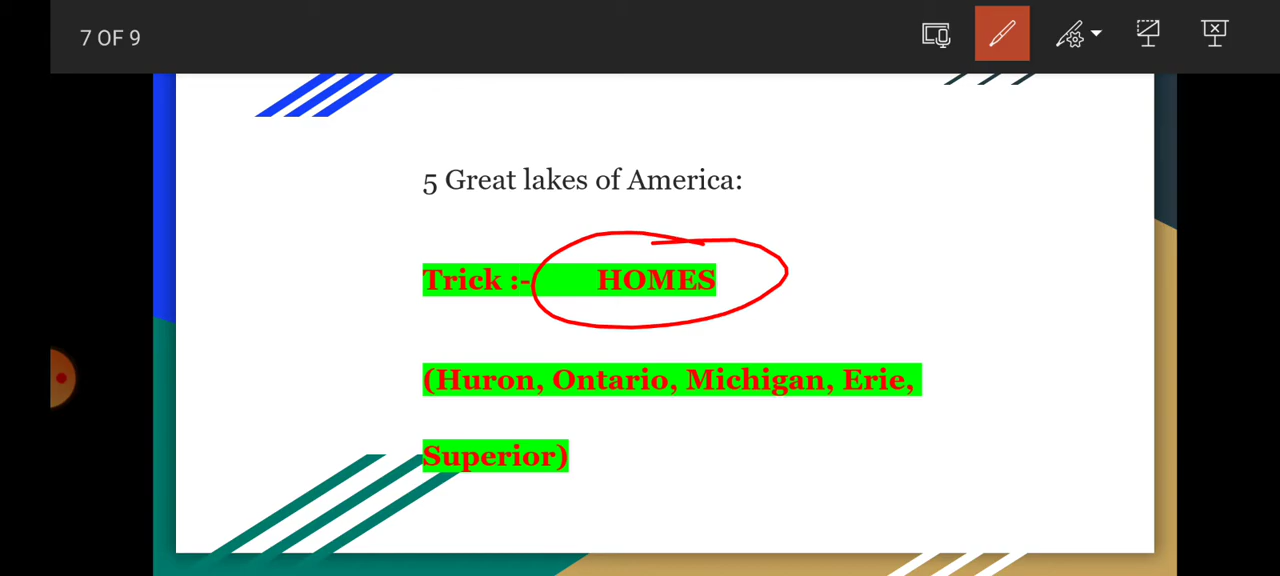 7 OF 9
5 Great lakes of America:
Trick :- HOMES
(Huron, Ontario, Michigan, Erie,
Superior)